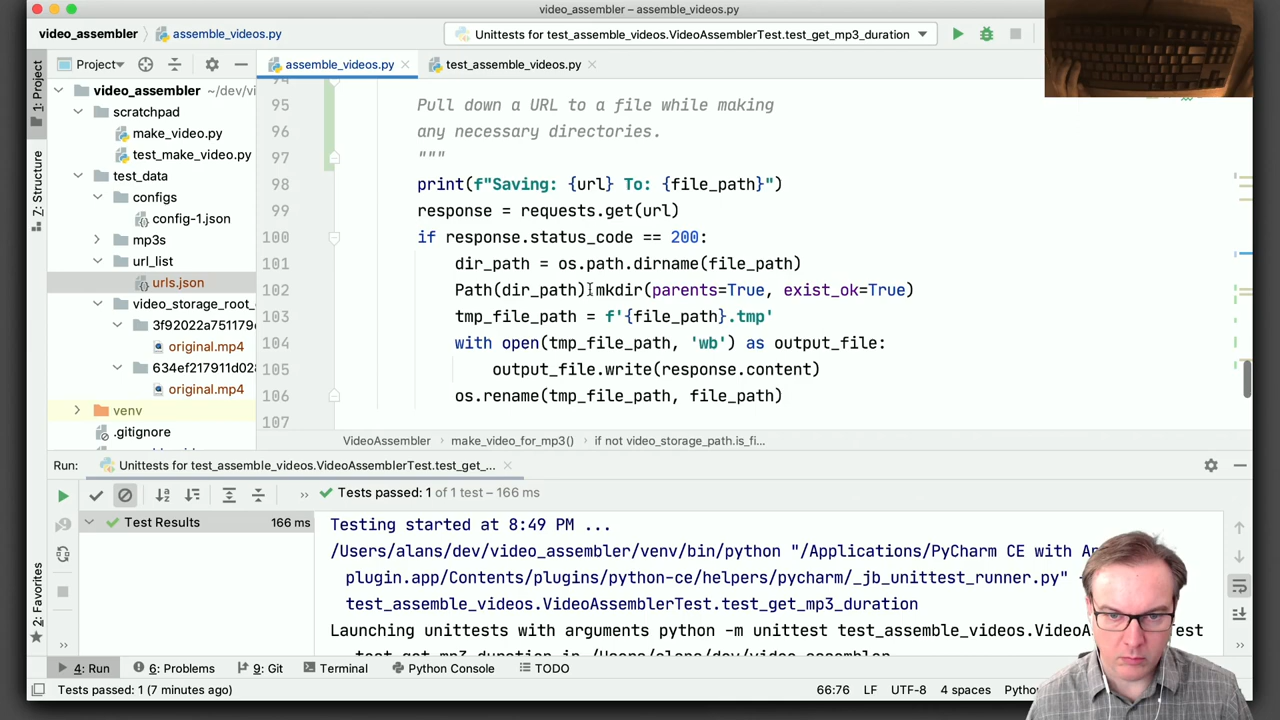 video_assembler – assemble_videos.py
video_assembler
assemble_videos.py
Unittests for test_assemble_videos.VideoAssemblerTest.test_get_mp3_duration
Project
assemble_videos.py
test_assemble_videos.py
1: Project
Z: Structure
2: Favorites
video_assembler ~/dev/vi
scratchpad
make_video.py
test_make_video.py
test_data
configs
config-1.json
mp3s
url_list
urls.json
video_storage_root_
3f92022a751179
original.mp4
634ef217911d028
original.mp4
venv
.gitignore
95 Pull down a URL to a file while making
96 any necessary directories.
97 """
98 print(f"Saving: {url} To: {file_path}")
99 response = requests.get(url)
100 if response.status_code == 200:
101 dir_path = os.path.dirname(file_path)
102 Path(dir_path).mkdir(parents=True, exist_ok=True)
103 tmp_file_path = f'{file_path}.tmp'
104 with open(tmp_file_path, 'wb') as output_file:
105 output_file.write(response.content)
106 os.rename(tmp_file_path, file_path)
107
VideoAssembler make_video_for_mp3() if not video_storage_path.is_fi...
Run: Unittests for test_assemble_videos.VideoAssemblerTest.test_get_...
Tests passed: 1 of 1 test – 166 ms
Test Results 166 ms
Testing started at 8:49 PM ...
/Users/alans/dev/video_assembler/venv/bin/python "/Applications/PyCharm CE with An
plugin.app/Contents/plugins/python-ce/helpers/pycharm/_jb_unittest_runner.py"
test_assemble_videos.VideoAssemblerTest.test_get_mp3_duration
Launching unittests with arguments python -m unittest test_assemble_videos.VideoA
Test
4: Run
6: Problems
9: Git
Terminal
Python Console
TODO
Tests passed: 1 (7 minutes ago)
66:76 LF UTF-8 4 spaces Pytho